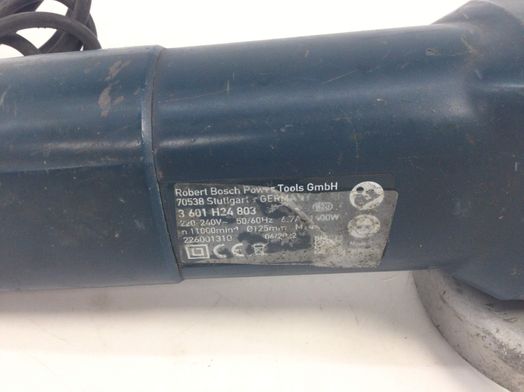 Robert Bosch Power Tools GmbH
70538 Stuttgart GERMANY
3 601 H24 803
220-240V~ 50/60Hz
n 11000min-1 Ø125mm
226001310
CE